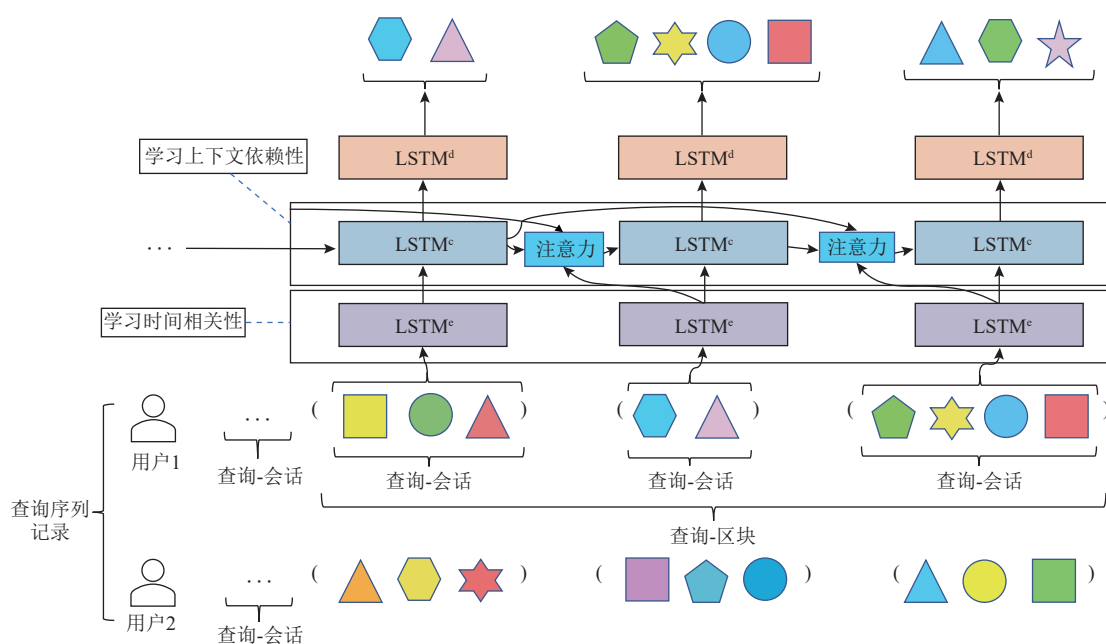 LSTMᵈ
LSTMᵈ
LSTMᵈ
学习上下文依赖性
...
LSTMᶜ
注意力
LSTMᶜ
注意力
LSTMᶜ
学习时间相关性
LSTMᵉ
LSTMᵉ
LSTMᵉ
查询序列
记录
用户1
...
( )
( )
( )
查询-会话
查询-会话
查询-会话
查询-会话
查询-区块
用户2
...
( )
( )
( )
查询-会话